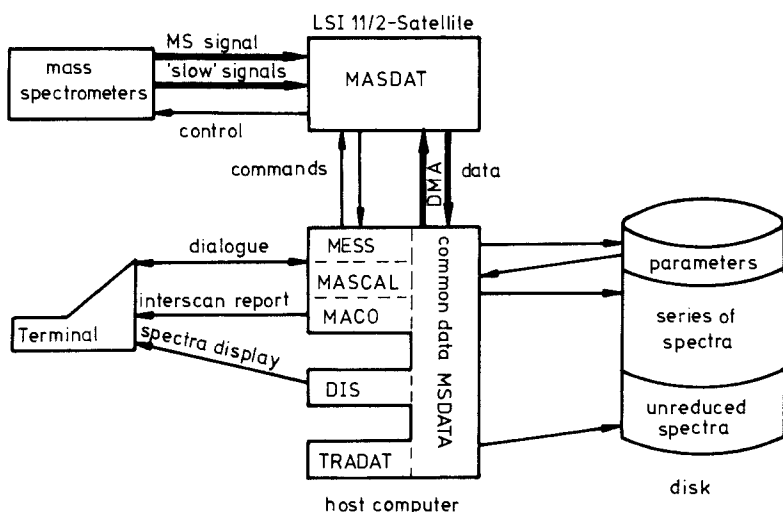 LSI 11/2-Satellite
MS signal
'slow' signals
mass
spectrometers
MASDAT
control
commands
DMA
data
dialogue
MESS
MASCAL
interscan report
MACO
Terminal
spectra display
DIS
TRADAT
common data MSDATA
parameters
series of
spectra
unreduced
spectra
disk
host computer